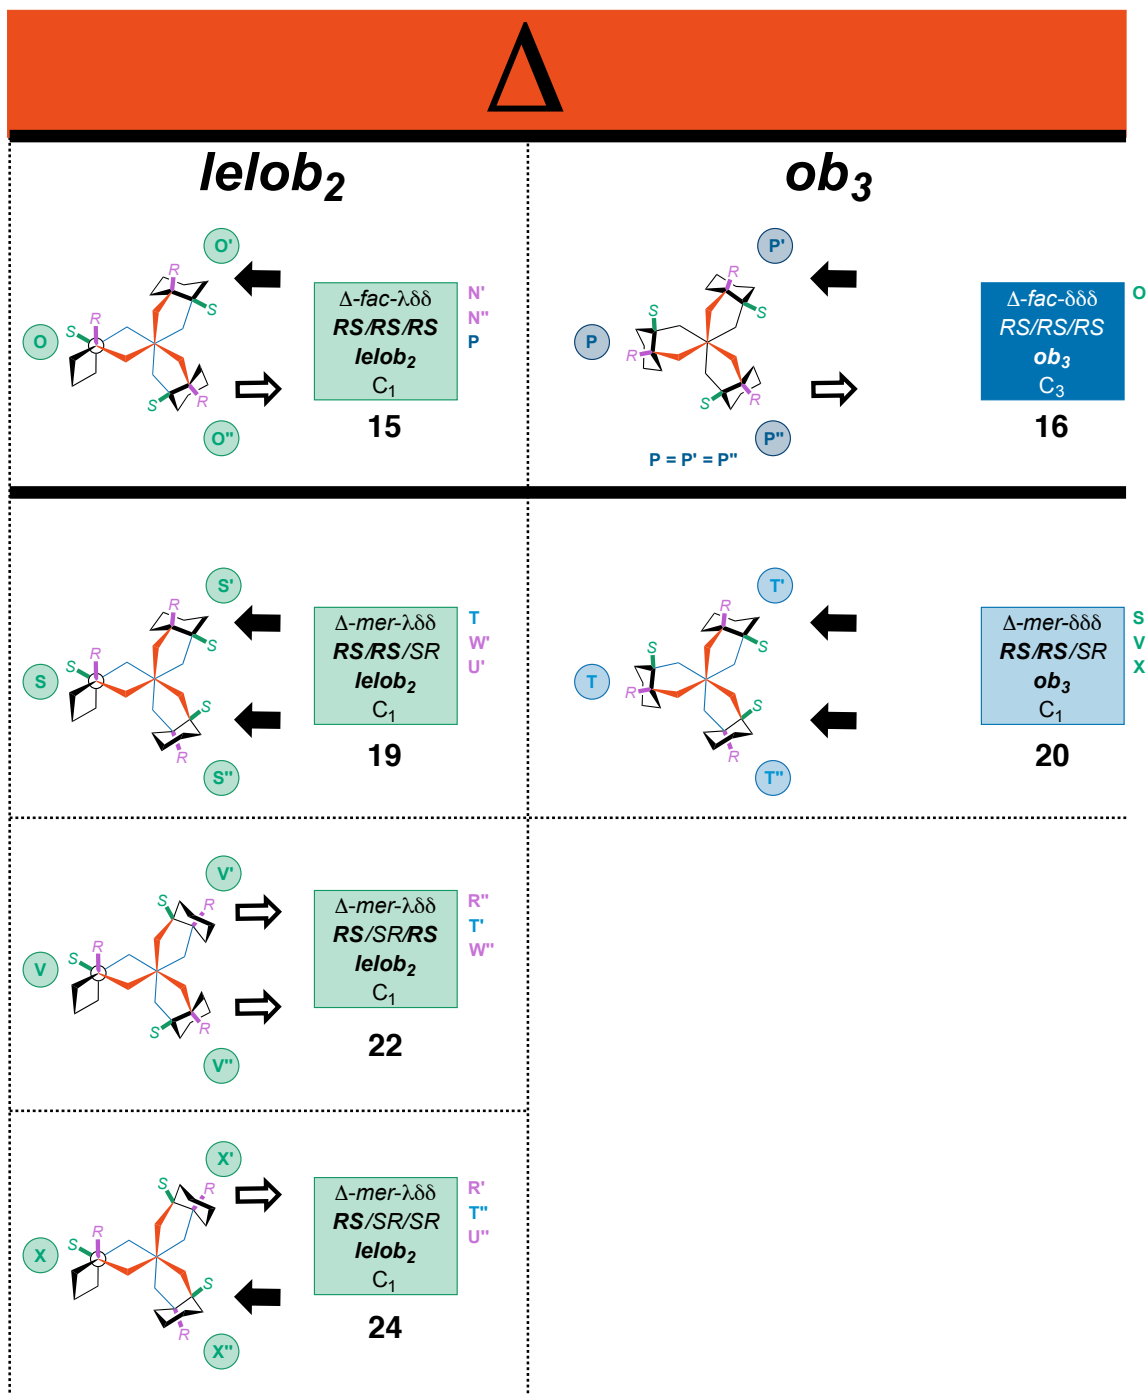 Δ
lelob2
ob3
O'
R
S
S
R
O
S
R
O"
Δ-fac-λδδ
RS/RS/RS
lelob2
C1
15
N'
N"
P
P'
R
S
S
P
R
S
R
P"
P = P' = P"
Δ-fac-δδδ
RS/RS/RS
ob3
C3
16
O
S'
R
S
S
R
S
S
R
S"
Δ-mer-λδδ
RS/RS/SR
lelob2
C1
19
T
W'
U'
T'
R
S
S
T
R
S
R
T"
Δ-mer-δδδ
RS/RS/SR
ob3
C1
20
S
V
X
V'
S
R
R
S
V
S
R
V"
Δ-mer-λδδ
RS/SR/RS
lelob2
C1
22
R"
T'
W"
X'
S
R
R
S
X
S
R
X"
Δ-mer-λδδ
RS/SR/SR
lelob2
C1
24
R'
T"
U"